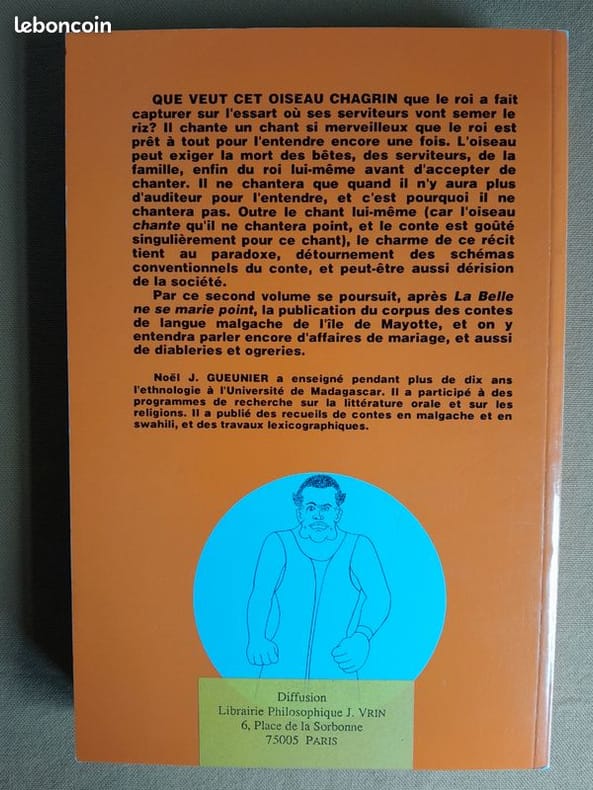 leboncoin
QUE VEUT CET OISEAU CHAGRIN que le roi a fait
capturer sur l'essart où ses serviteurs vont semer le
riz? Il chante un chant si merveilleux que le roi est
prêt à tout pour l'entendre encore une fois. L'oiseau
peut exiger la mort des bêtes, des serviteurs, de la
famille, enfin du roi lui-même avant d'accepter de
chanter. Il ne chantera que quand il n'y aura plus
d'auditeur pour l'entendre, et c'est pourquoi il ne
chantera pas. Outre le chant lui-même (car l'oiseau
chante qu'il ne chantera point, et le conte est goûté
singulièrement pour ce chant), le charme de ce récit
tient au paradoxe, détournement des schémas
conventionnels du conte, et peut-être aussi dérision
de la société.
Par ce second volume se poursuit, après La Belle
ne se marie point, la publication du corpus des contes
de langue malgache de l'île de Mayotte, et on y
entendra parler encore d'affaires de mariage, et aussi
de diableries et ogreries.
Noël J. GUEUNIER a enseigné pendant plus de dix ans
l'ethnologie à l'Université de Madagascar. Il a participé à des
programmes de recherche sur la littérature orale et sur les
religions. Il a publié des recueils de contes en malgache et en
swahili, et des travaux lexicographiques.
Diffusion
Librairie Philosophique J. VRIN
6, Place de la Sorbonne
75005 PARIS